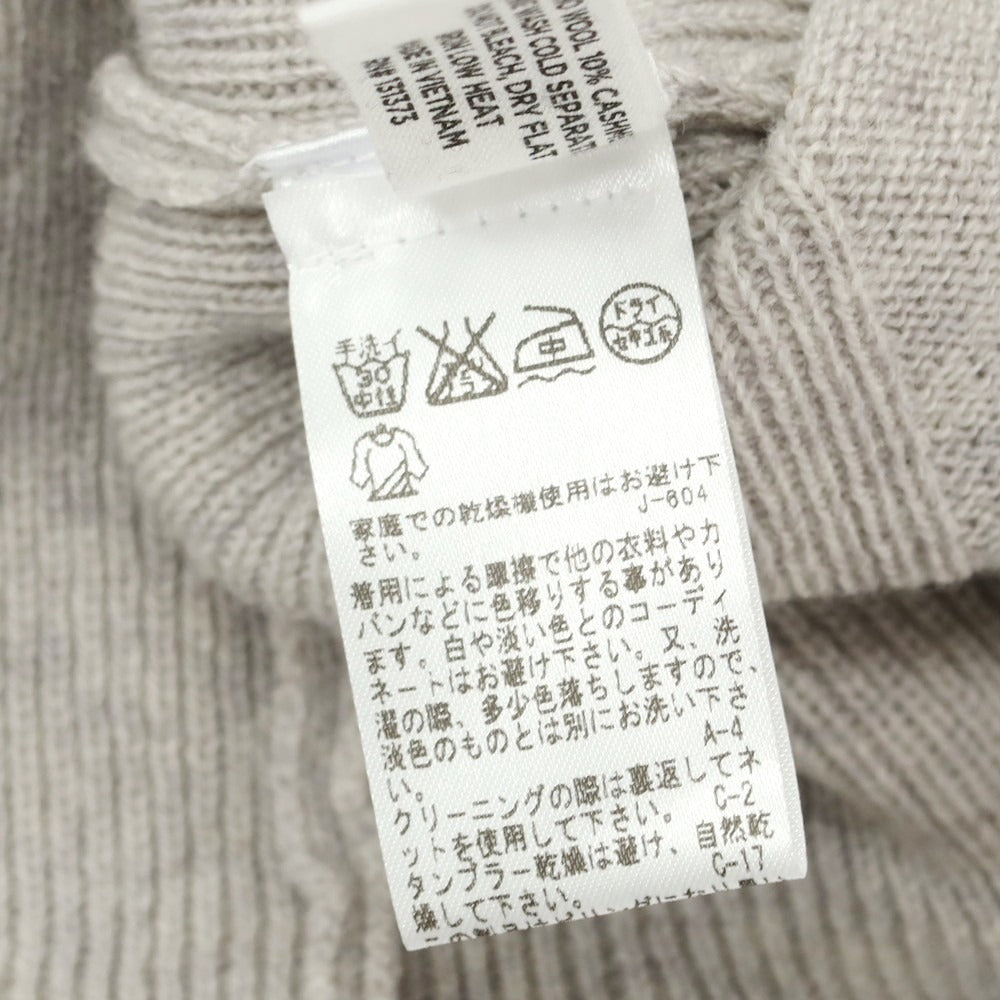 WOOL 10% CASHM
WASH COLD SEPARAT
BLEACH, DRY FLAT
IRON LOW HEAT
MADE IN VIETNAM
RN# 131373
手洗イ
30
中性
中
ドライ
セキユ系
家庭での乾燥機使用はお避け下
J-604
さい。
着用による摩擦で他の衣料やカ
バンなどに色移りする事があり
ます。白や淡い色とのコーディ
ネートはお避け下さい。又、洗
濯の際、多少色落ちしますので、
淡色のものとは別にお洗い下さ
A-4
い。
クリーニングの際は裏返してネ
C-2
ットを使用して下さい。
タンブラー乾燥は避け、自然乾
C-17
燥して下さい。